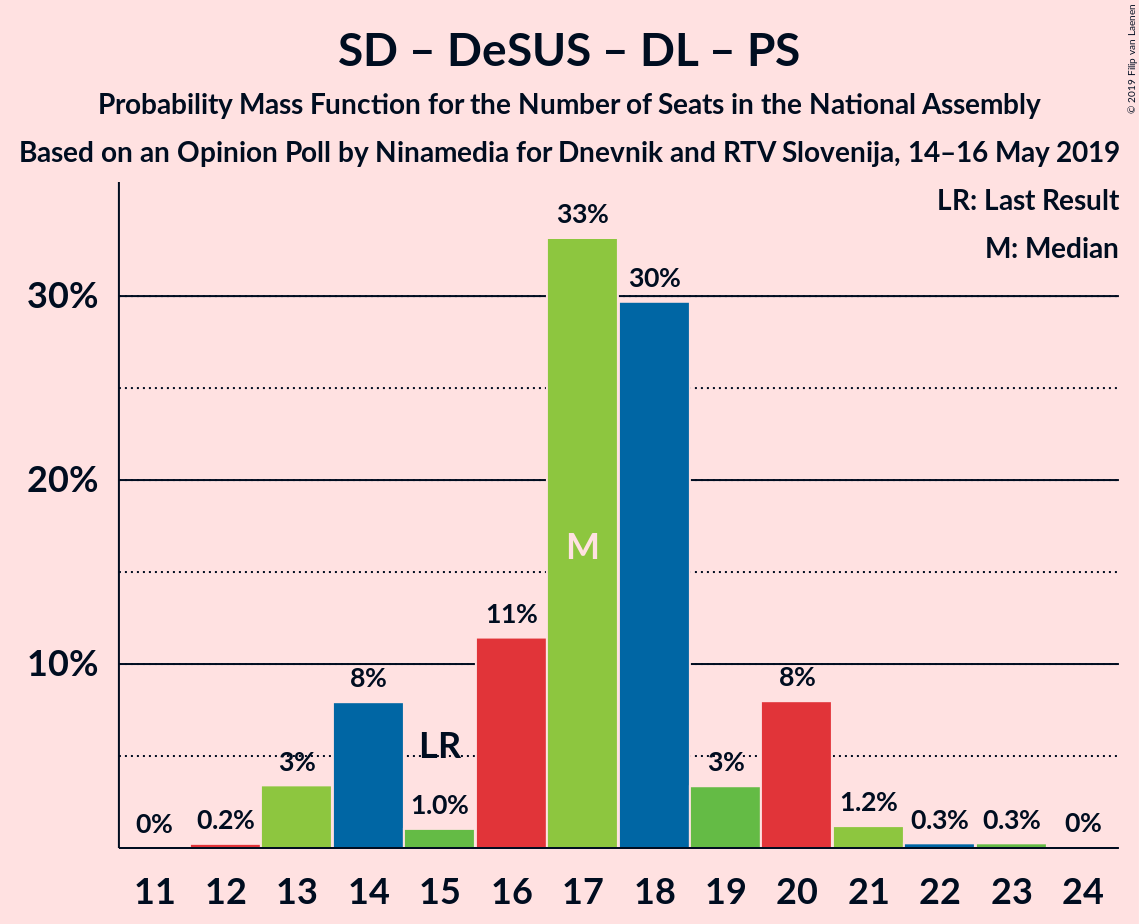 SD – DeSUS – DL – PS
Probability Mass Function for the Number of Seats in the National Assembly
Based on an Opinion Poll by Ninamedia for Dnevnik and RTV Slovenija, 14–16 May 2019
© 2019 Filip van Laenen
LR: Last Result
M: Median
30%
20%
10%
0%
0.2%
3%
8%
LR
1.0%
11%
33%
M
30%
3%
8%
1.2%
0.3%
0.3%
0%
11 12 13 14 15 16 17 18 19 20 21 22 23 24